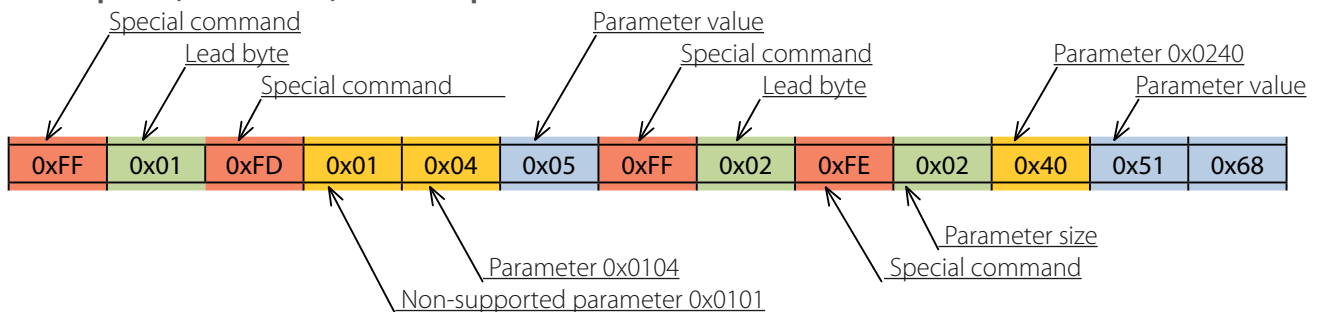 Special command
Parameter value
Lead byte
Special command
Parameter 0x0240
Special command
Lead byte
Parameter value
0xFF 0x01 0xFD 0x01 0x04 0x05 0xFF 0x02 0xFE 0x02 0x40 0x51 0x68
Parameter size
Parameter 0x0104
Special command
Non-supported parameter 0x0101